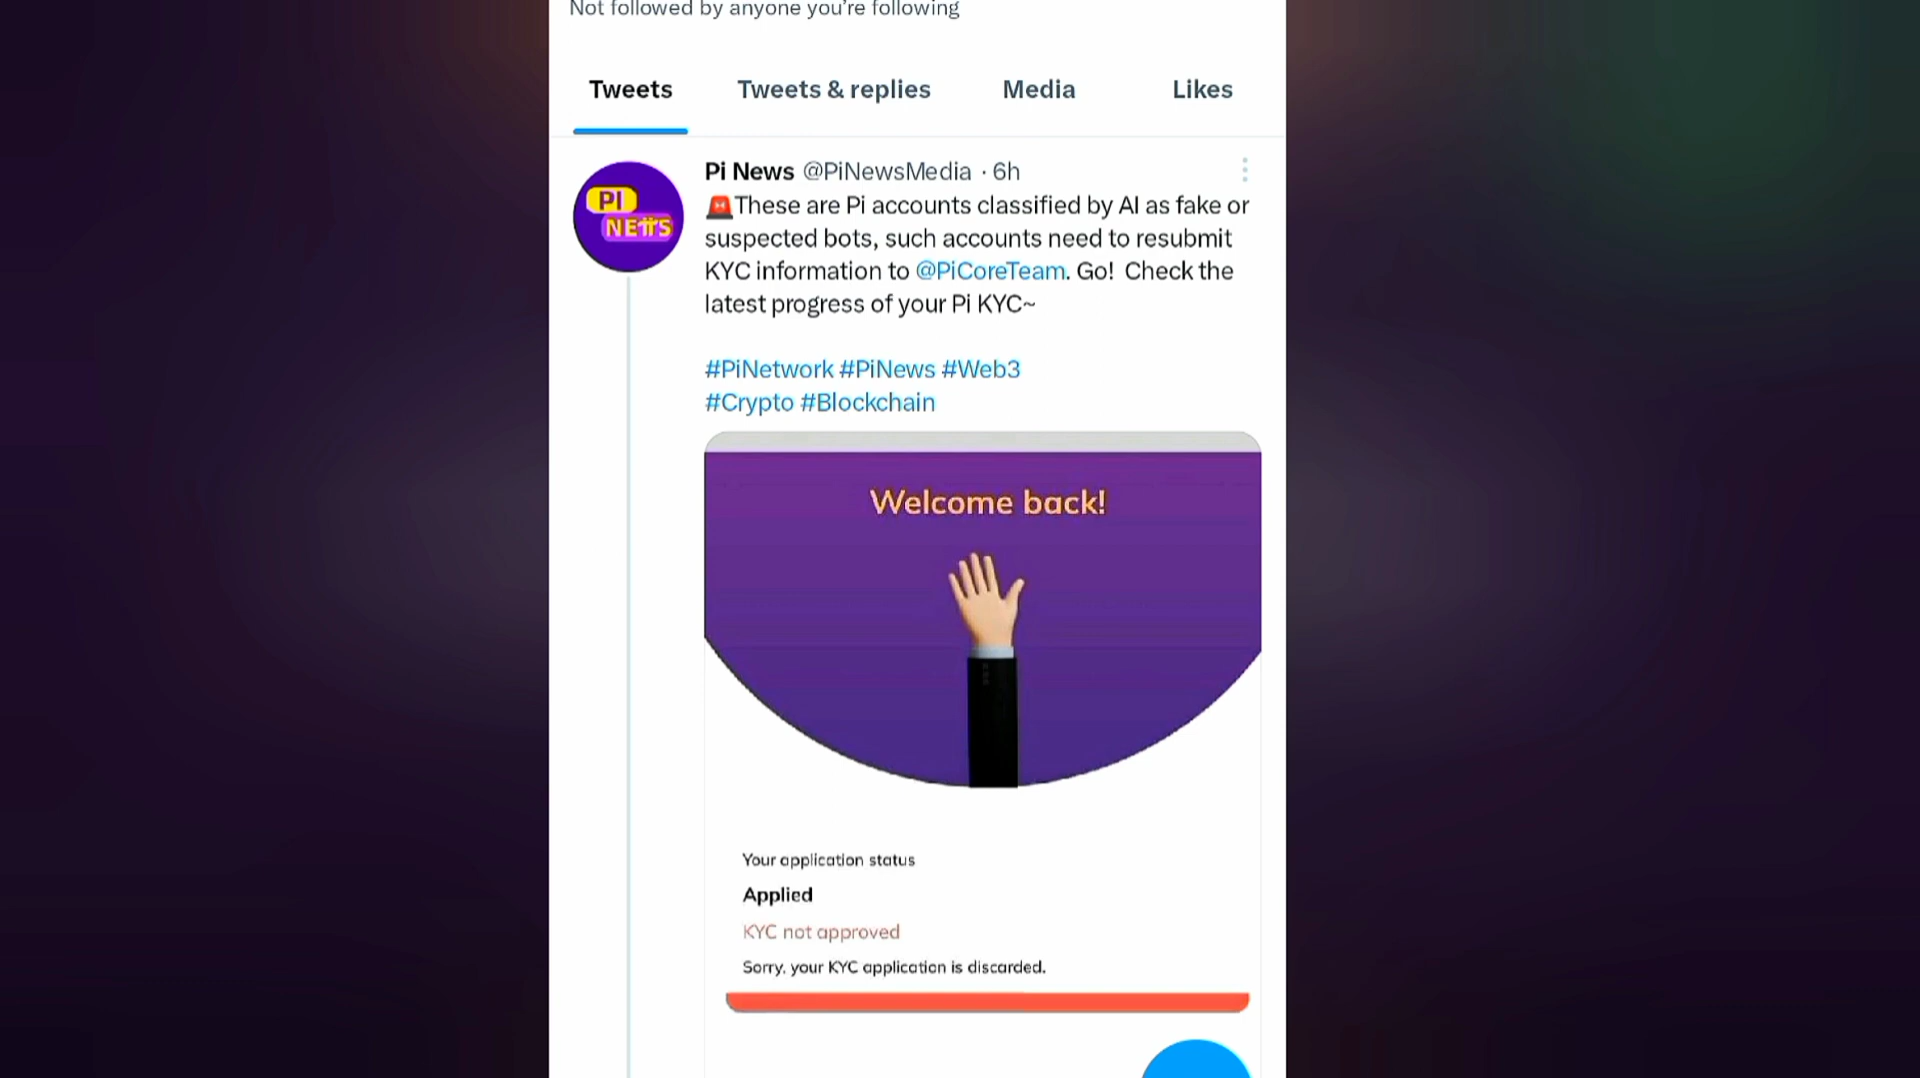 Not followed by anyone you're following
Tweets Tweets & replies Media Likes
PI
NEWS
Pi News @PiNewsMedia · 6h
🚨These are Pi accounts classified by AI as fake or
suspected bots, such accounts need to resubmit
KYC information to @PiCoreTeam. Go!  Check the
latest progress of your Pi KYC~
#PiNetwork #PiNews #Web3
#Crypto #Blockchain
Welcome back!
Your application status
Applied
KYC not approved
Sorry, your KYC application is discarded.